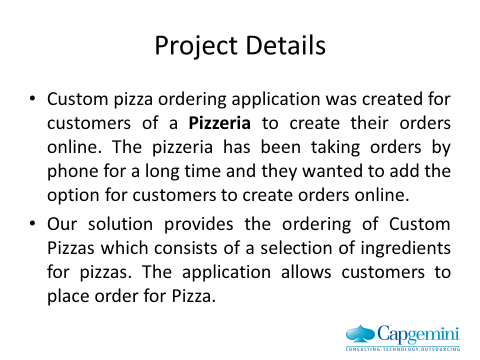 Project Details
• Custom pizza ordering application was created for
customers of a Pizzeria to create their orders
online. The pizzeria has been taking orders by
phone for a long time and they wanted to add the
option for customers to create orders online.
• Our solution provides the ordering of Custom
Pizzas which consists of a selection of ingredients
for pizzas. The application allows customers to
place order for Pizza.
Capgemini
CONSULTING.TECHNOLOGY.OUTSOURCING